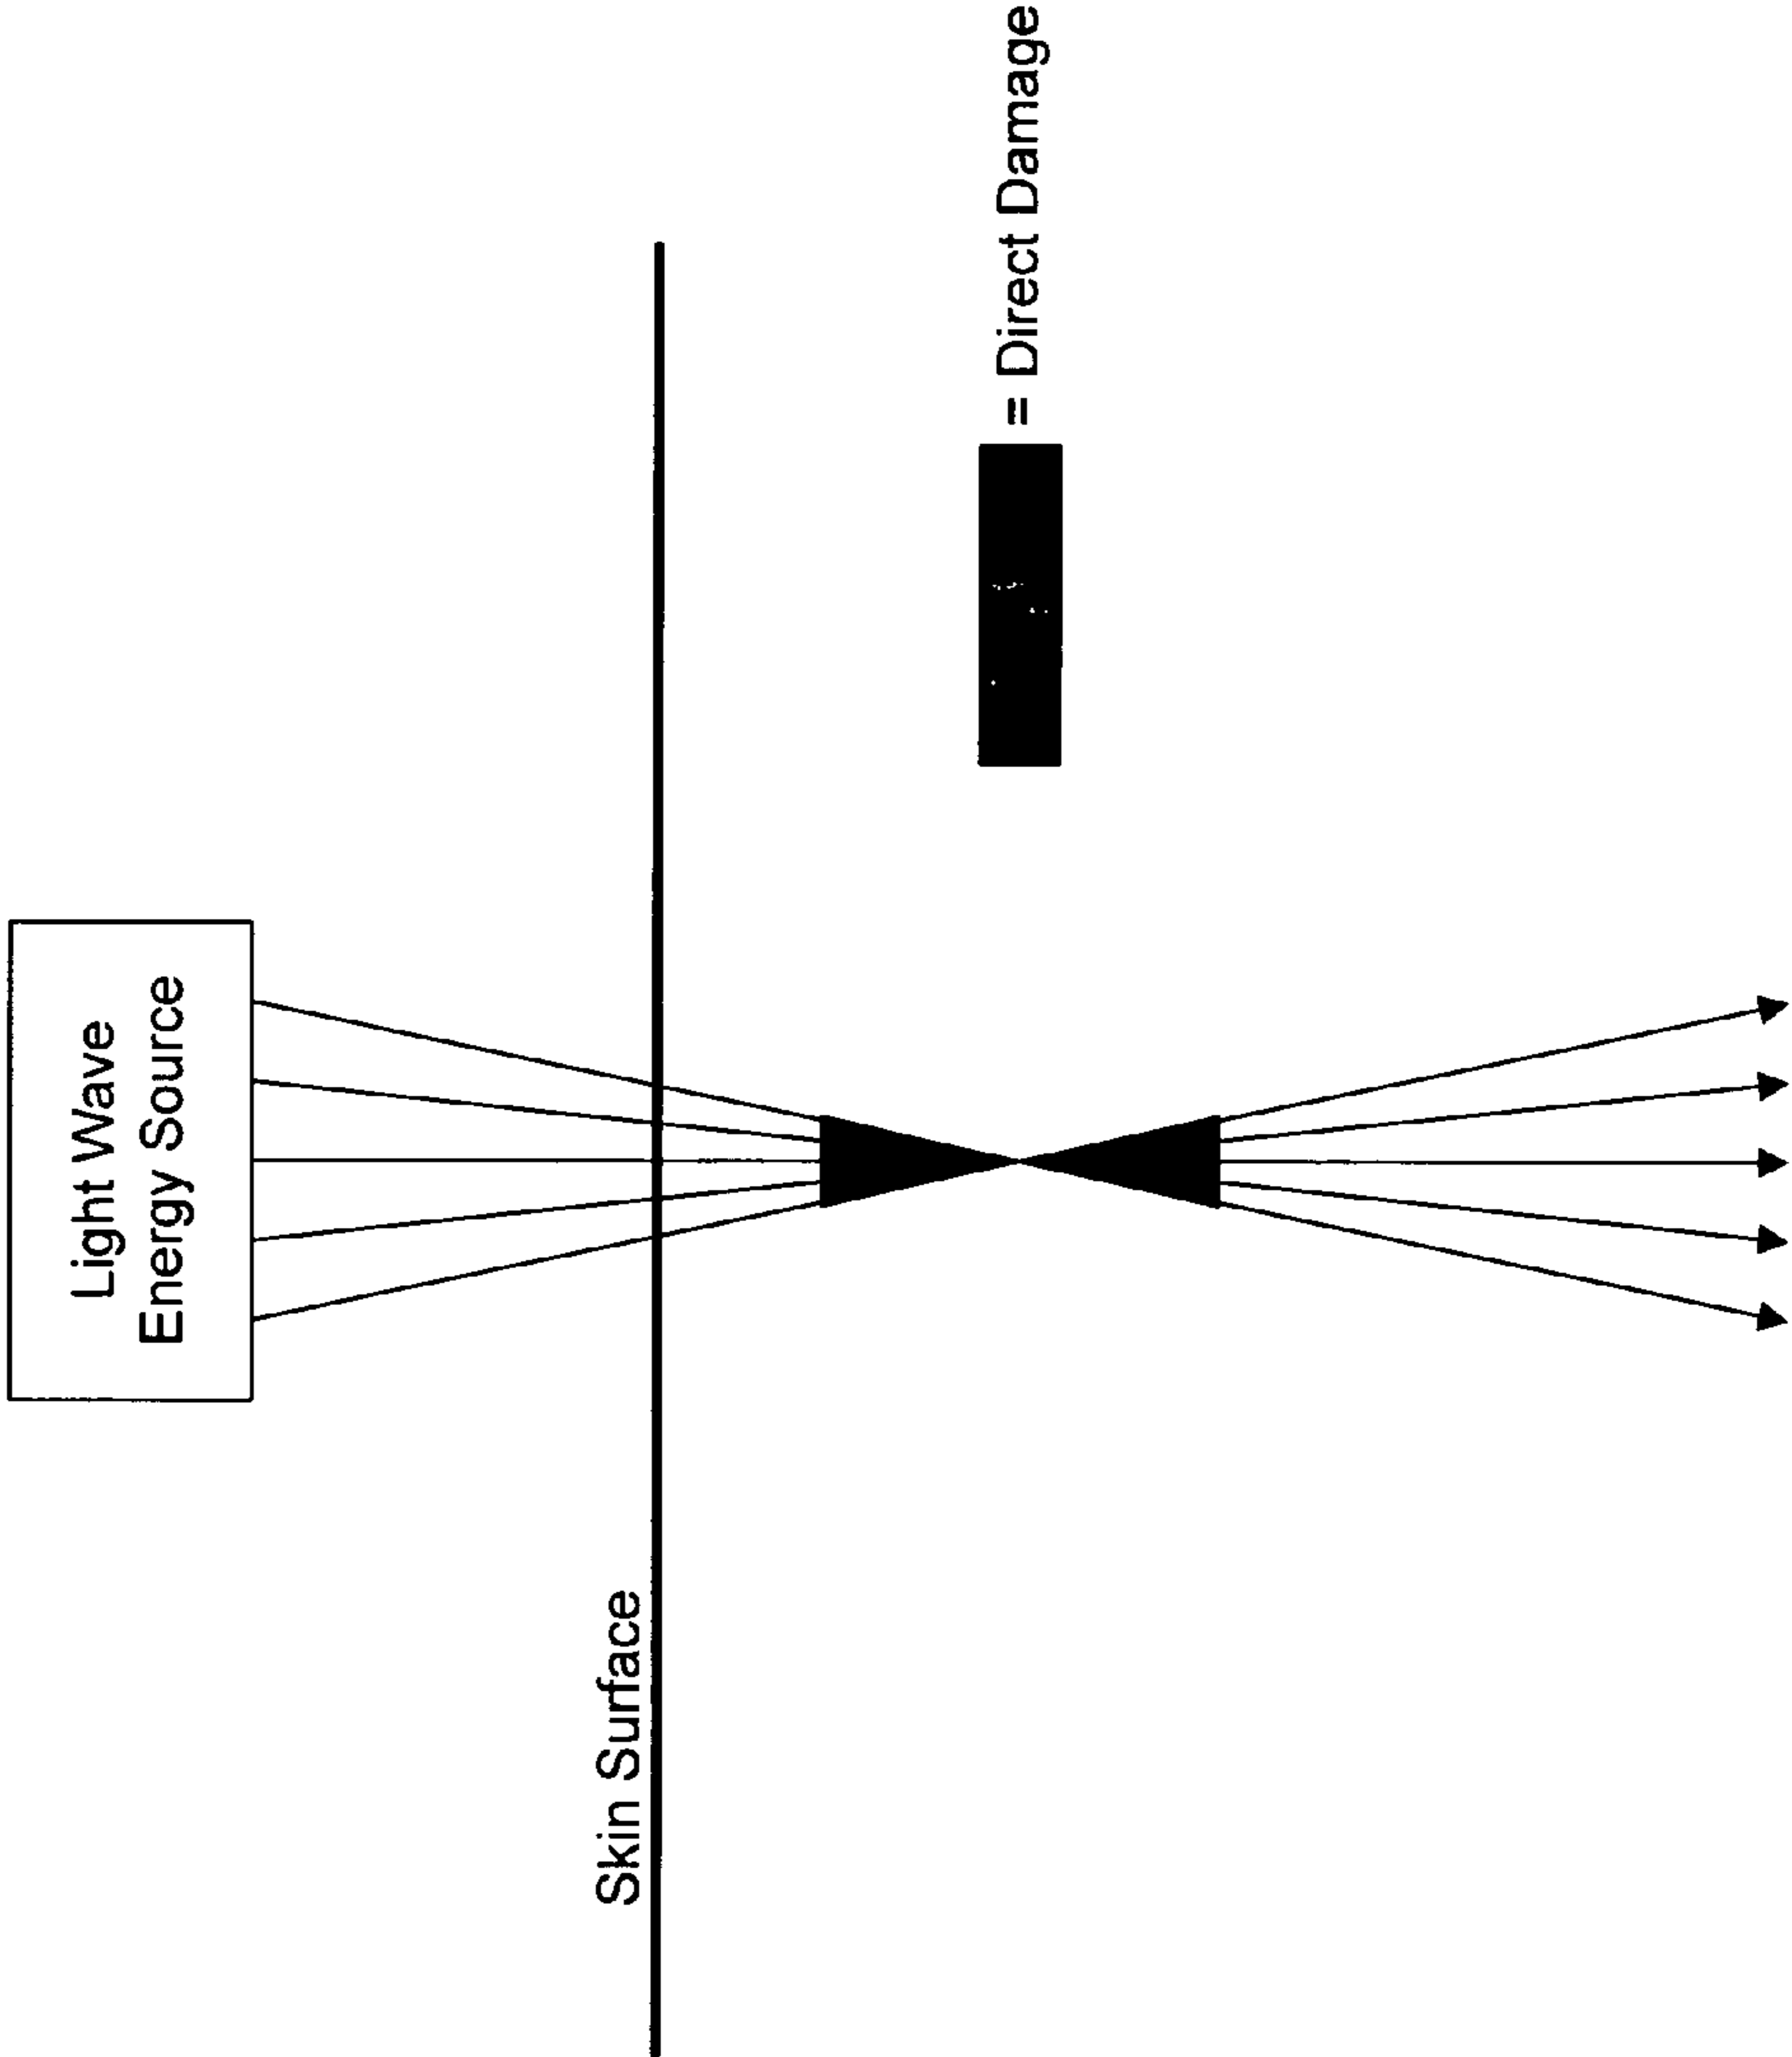 Light Wave
Energy Source
Skin Surface
= Direct Damage